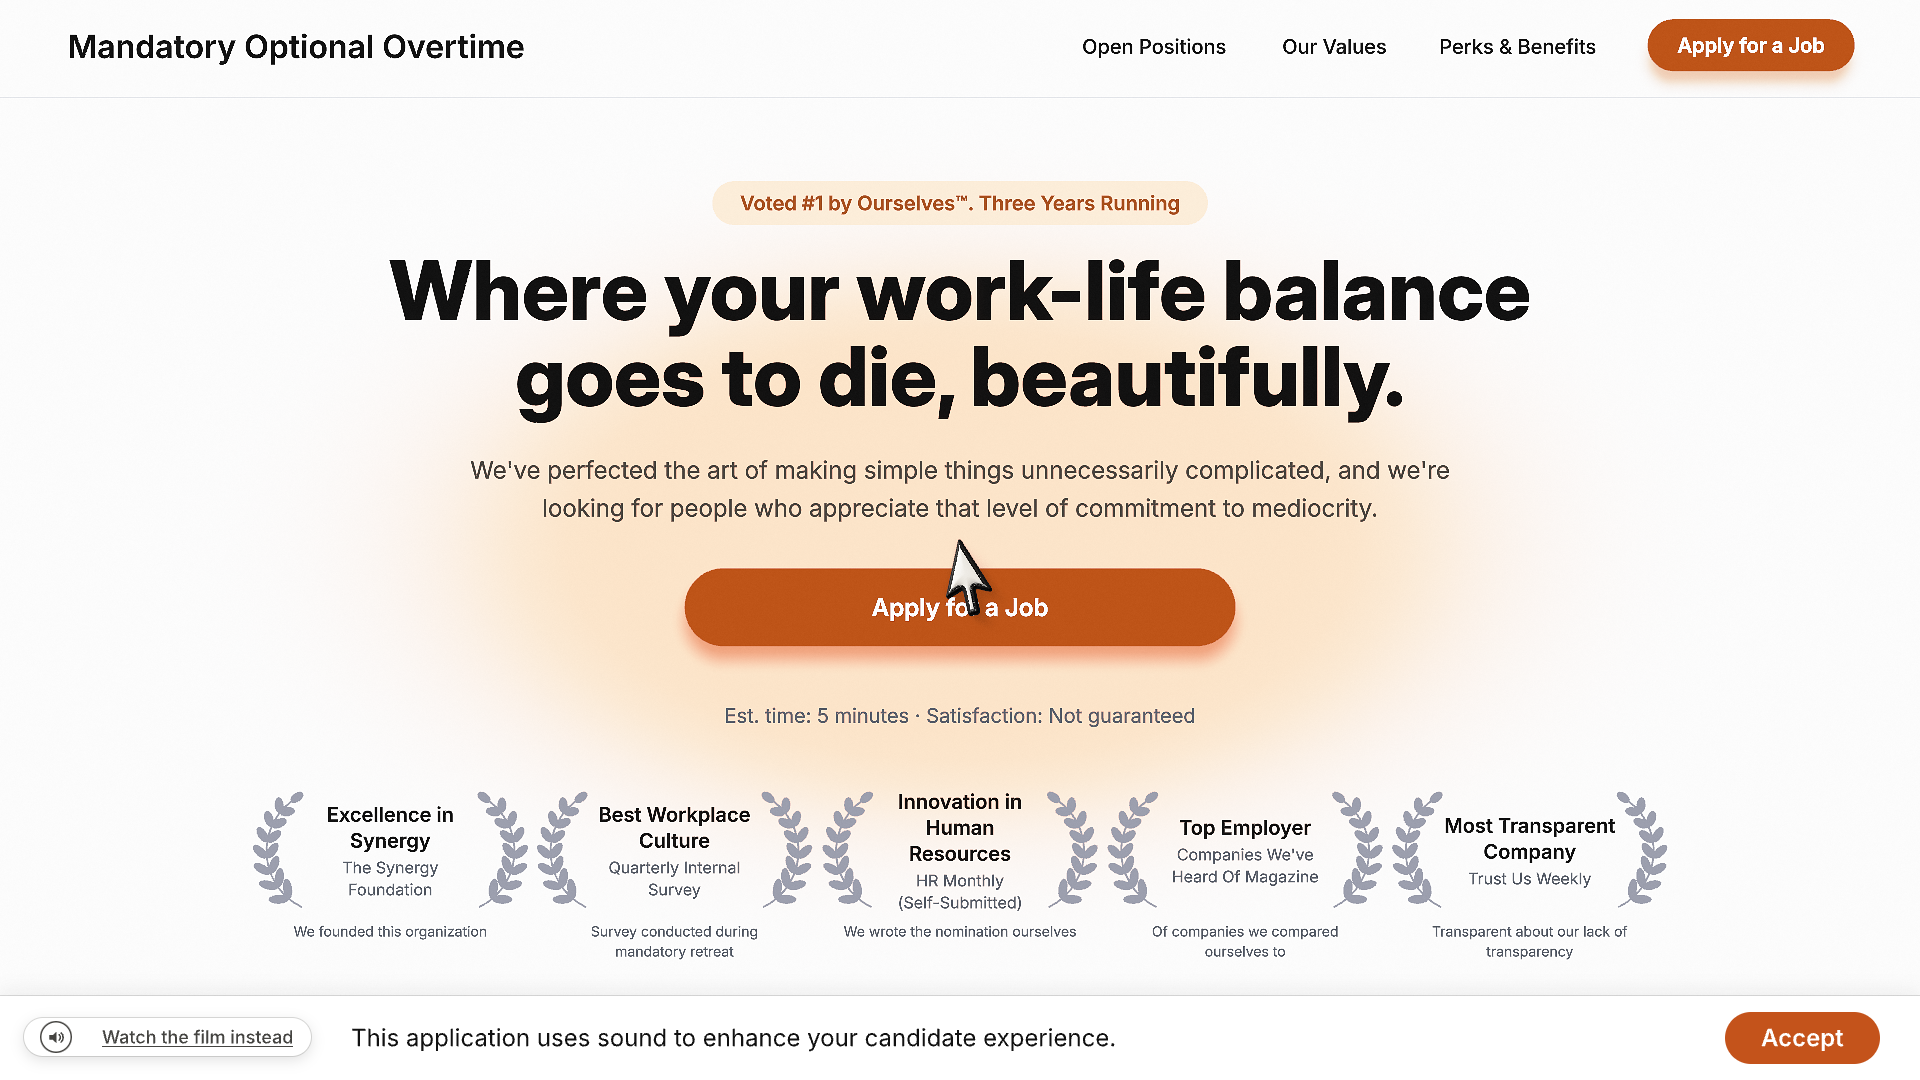 Mandatory Optional Overtime
Open Positions
Our Values
Perks & Benefits
Apply for a Job
Voted #1 by Ourselves™. Three Years Running
Where your work-life balance
goes to die, beautifully.
We've perfected the art of making simple things unnecessarily complicated, and we're
looking for people who appreciate that level of commitment to mediocrity.
Apply for a Job
Est. time: 5 minutes · Satisfaction: Not guaranteed
Excellence in
Synergy
The Synergy
Foundation
We founded this organization
Best Workplace
Culture
Quarterly Internal
Survey
Survey conducted during
mandatory retreat
Innovation in
Human
Resources
HR Monthly
(Self-Submitted)
We wrote the nomination ourselves
Top Employer
Companies We've
Heard Of Magazine
Of companies we compared
ourselves to
Most Transparent
Company
Trust Us Weekly
Transparent about our lack of
transparency
Watch the film instead
This application uses sound to enhance your candidate experience.
Accept